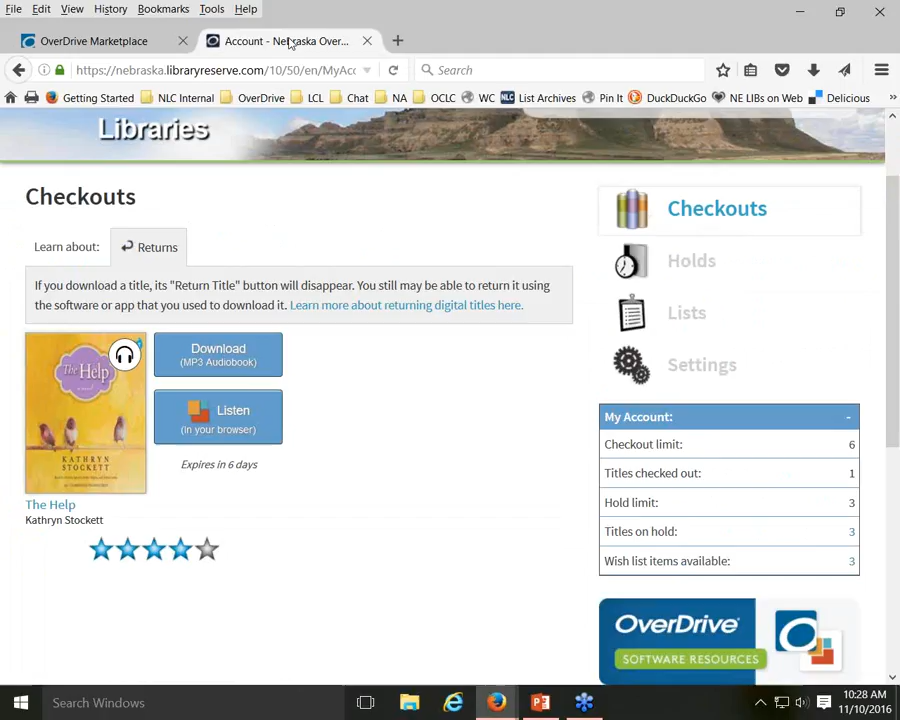 File Edit View History Bookmarks Tools Help
OverDrive Marketplace
Account - Nebraska Over...
https://nebraska.libraryreserve.com/10/50/en/MyAcc
Search
Getting Started NLC Internal OverDrive LCL Chat NA OCLC WC NLC List Archives Pin It DuckDuckGo NE LIBs on Web Delicious
Libraries
Checkouts
Learn about: Returns
If you download a title, its "Return Title" button will disappear. You still may be able to return it using
the software or app that you used to download it. Learn more about returning digital titles here.
The Help
KATHRYN
STOCKETT
Download
(MP3 Audiobook)
Listen
(in your browser)
Expires in 6 days
The Help
Kathryn Stockett
Checkouts
Holds
Lists
Settings
My Account: -
Checkout limit: 6
Titles checked out: 1
Hold limit: 3
Titles on hold: 3
Wish list items available: 3
OverDrive
SOFTWARE RESOURCES
Search Windows
10:28 AM
11/10/2016